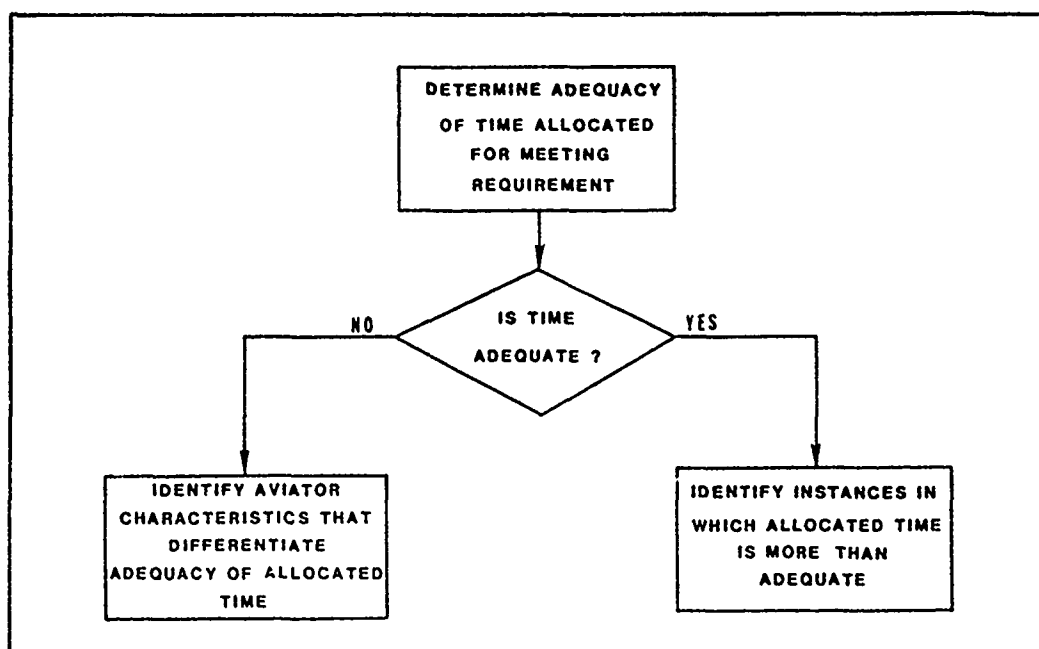 DETERMINE ADEQUACY
OF TIME ALLOCATED
FOR MEETING
REQUIREMENT
IS TIME
ADEQUATE ?
NO
YES
IDENTIFY AVIATOR
CHARACTERISTICS THAT
DIFFERENTIATE
ADEQUACY OF ALLOCATED
TIME
IDENTIFY INSTANCES IN
WHICH ALLOCATED TIME
IS MORE THAN
ADEQUATE